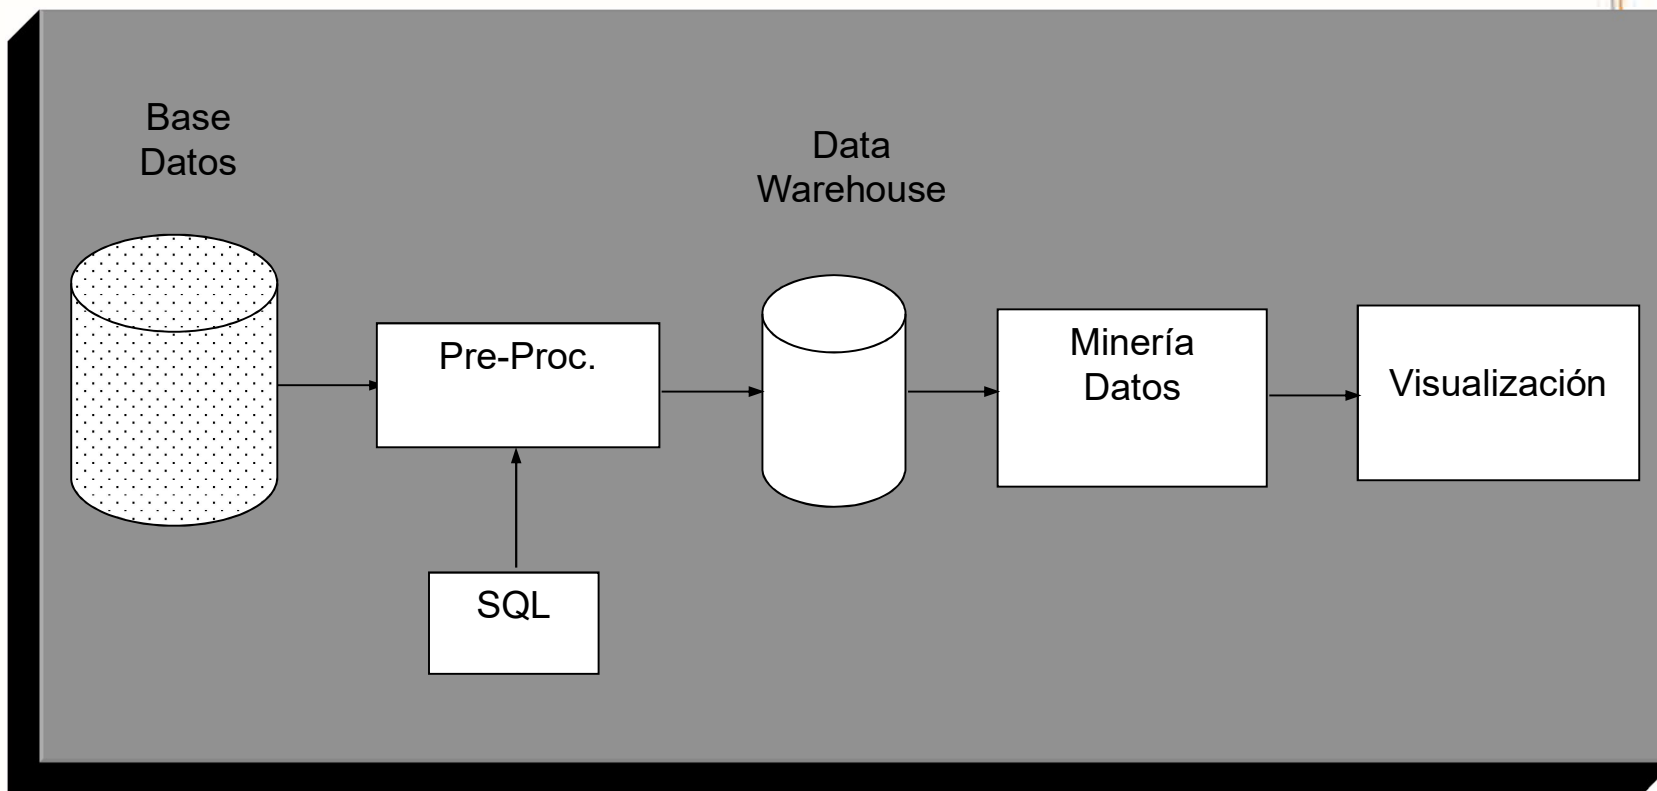 Base
Datos
Data
Warehouse
Pre-Proc.
Minería
Datos
Visualización
SQL